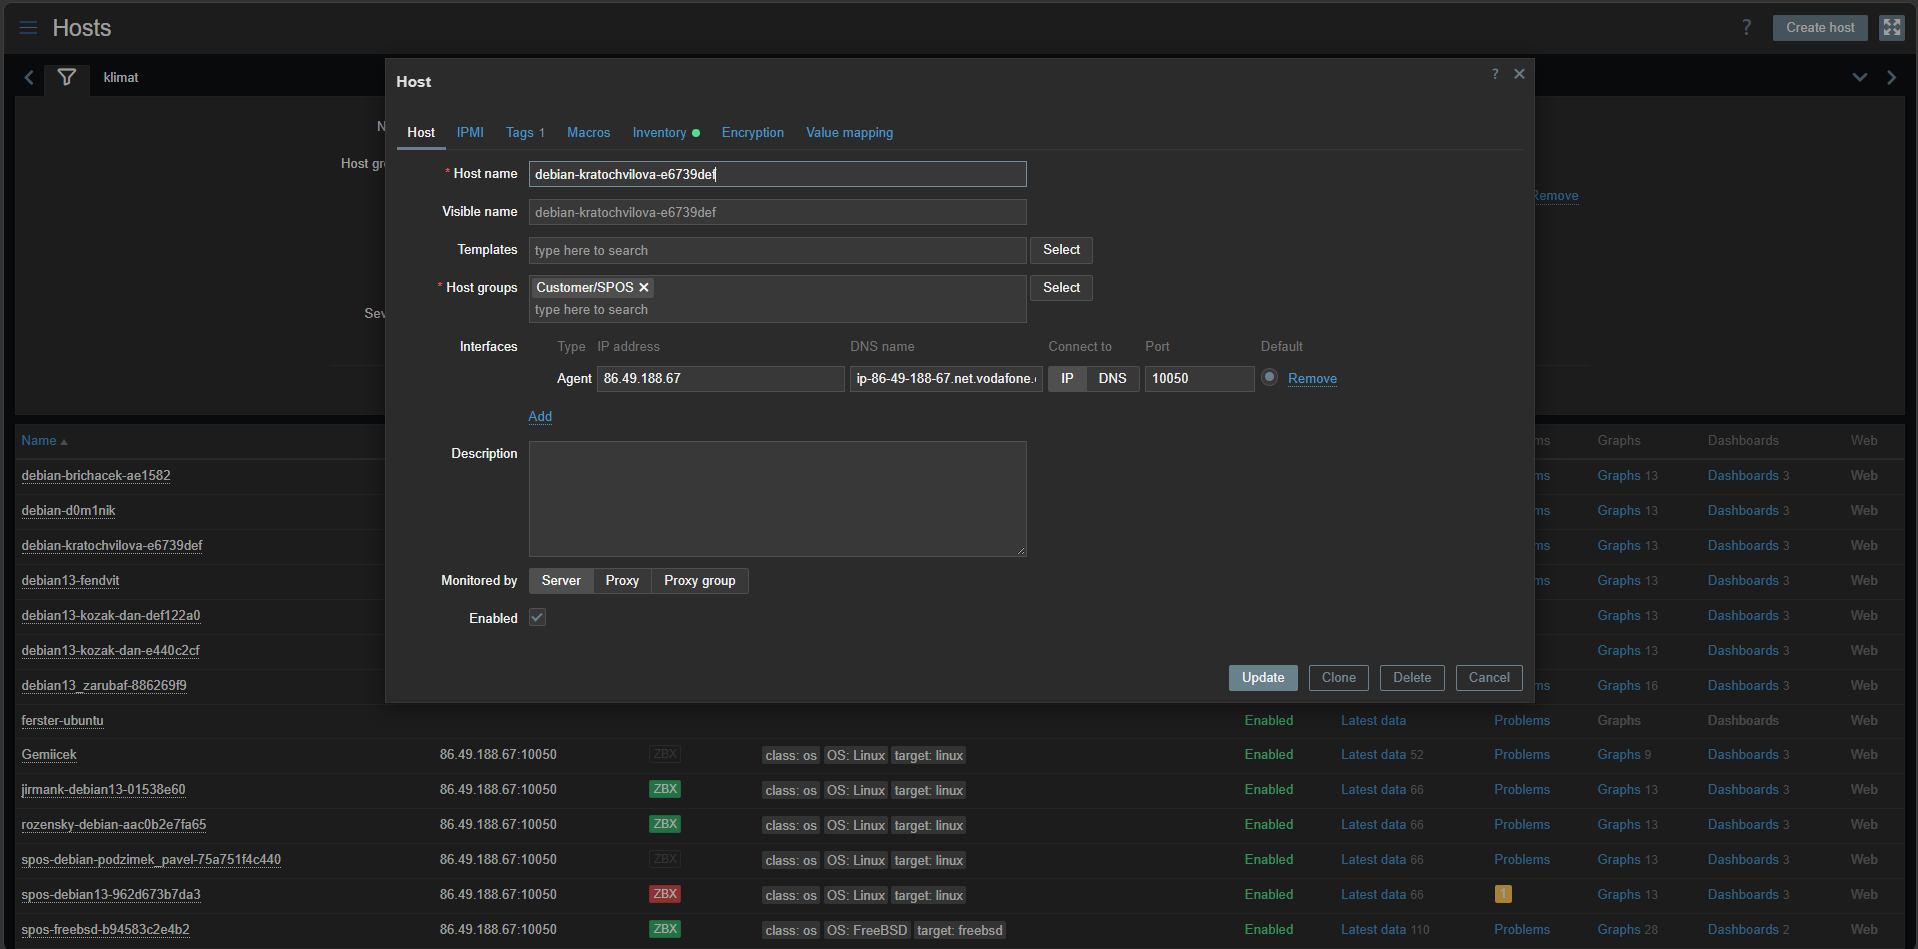 Hosts
?
Create host
klimat
N
Host gr
Sev
Remove
Host
?
Host IPMI Tags 1 Macros Inventory Encryption Value mapping
* Host name debian-kratochvilova-e6739def
Visible name debian-kratochvilova-e6739def
Templates type here to search Select
* Host groups Customer/SPOS Select
type here to search
Interfaces Type IP address DNS name Connect to Port Default
Agent 86.49.188.67 ip-86-49-188-67.net.vodafone. IP DNS 10050 Remove
Add
Description
Monitored by Server Proxy Proxy group
Enabled
Update Clone Delete Cancel
Name ms Graphs Dashboards Web
debian-brichacek-ae1582 ms Graphs 13 Dashboards 3 Web
debian-d0m1nik ms Graphs 13 Dashboards 3 Web
debian-kratochvilova-e6739def ms Graphs 13 Dashboards 3 Web
debian13-fendvit ms Graphs 13 Dashboards 3 Web
debian13-kozak-dan-def122a0 Graphs 13 Dashboards 3 Web
debian13-kozak-dan-e440c2cf Graphs 13 Dashboards 3 Web
debian13_zarubaf-886269f9 ms Graphs 16 Dashboards 3 Web
ferster-ubuntu Enabled Latest data Problems Graphs Dashboards Web
Gemiicek 86.49.188.67:10050 ZBX class: os OS: Linux target: linux Enabled Latest data 52 Problems Graphs 9 Dashboards 3 Web
jirmank-debian13-01538e60 86.49.188.67:10050 ZBX class: os OS: Linux target: linux Enabled Latest data 66 Problems Graphs 13 Dashboards 3 Web
rozensky-debian-aac0b2e7fa65 86.49.188.67:10050 ZBX class: os OS: Linux target: linux Enabled Latest data 66 Problems Graphs 13 Dashboards 3 Web
spos-debian-podzimek_pavel-75a751f4c440 86.49.188.67:10050 ZBX class: os OS: Linux target: linux Enabled Latest data 66 Problems Graphs 13 Dashboards 3 Web
spos-debian13-962d673b7da3 86.49.188.67:10050 ZBX class: os OS: Linux target: linux Enabled Latest data 66 1 Graphs 13 Dashboards 3 Web
spos-freebsd-b94583c2e4b2 86.49.188.67:10050 ZBX class: os OS: FreeBSD target: freebsd Enabled Latest data 110 Problems Graphs 28 Dashboards 2 Web